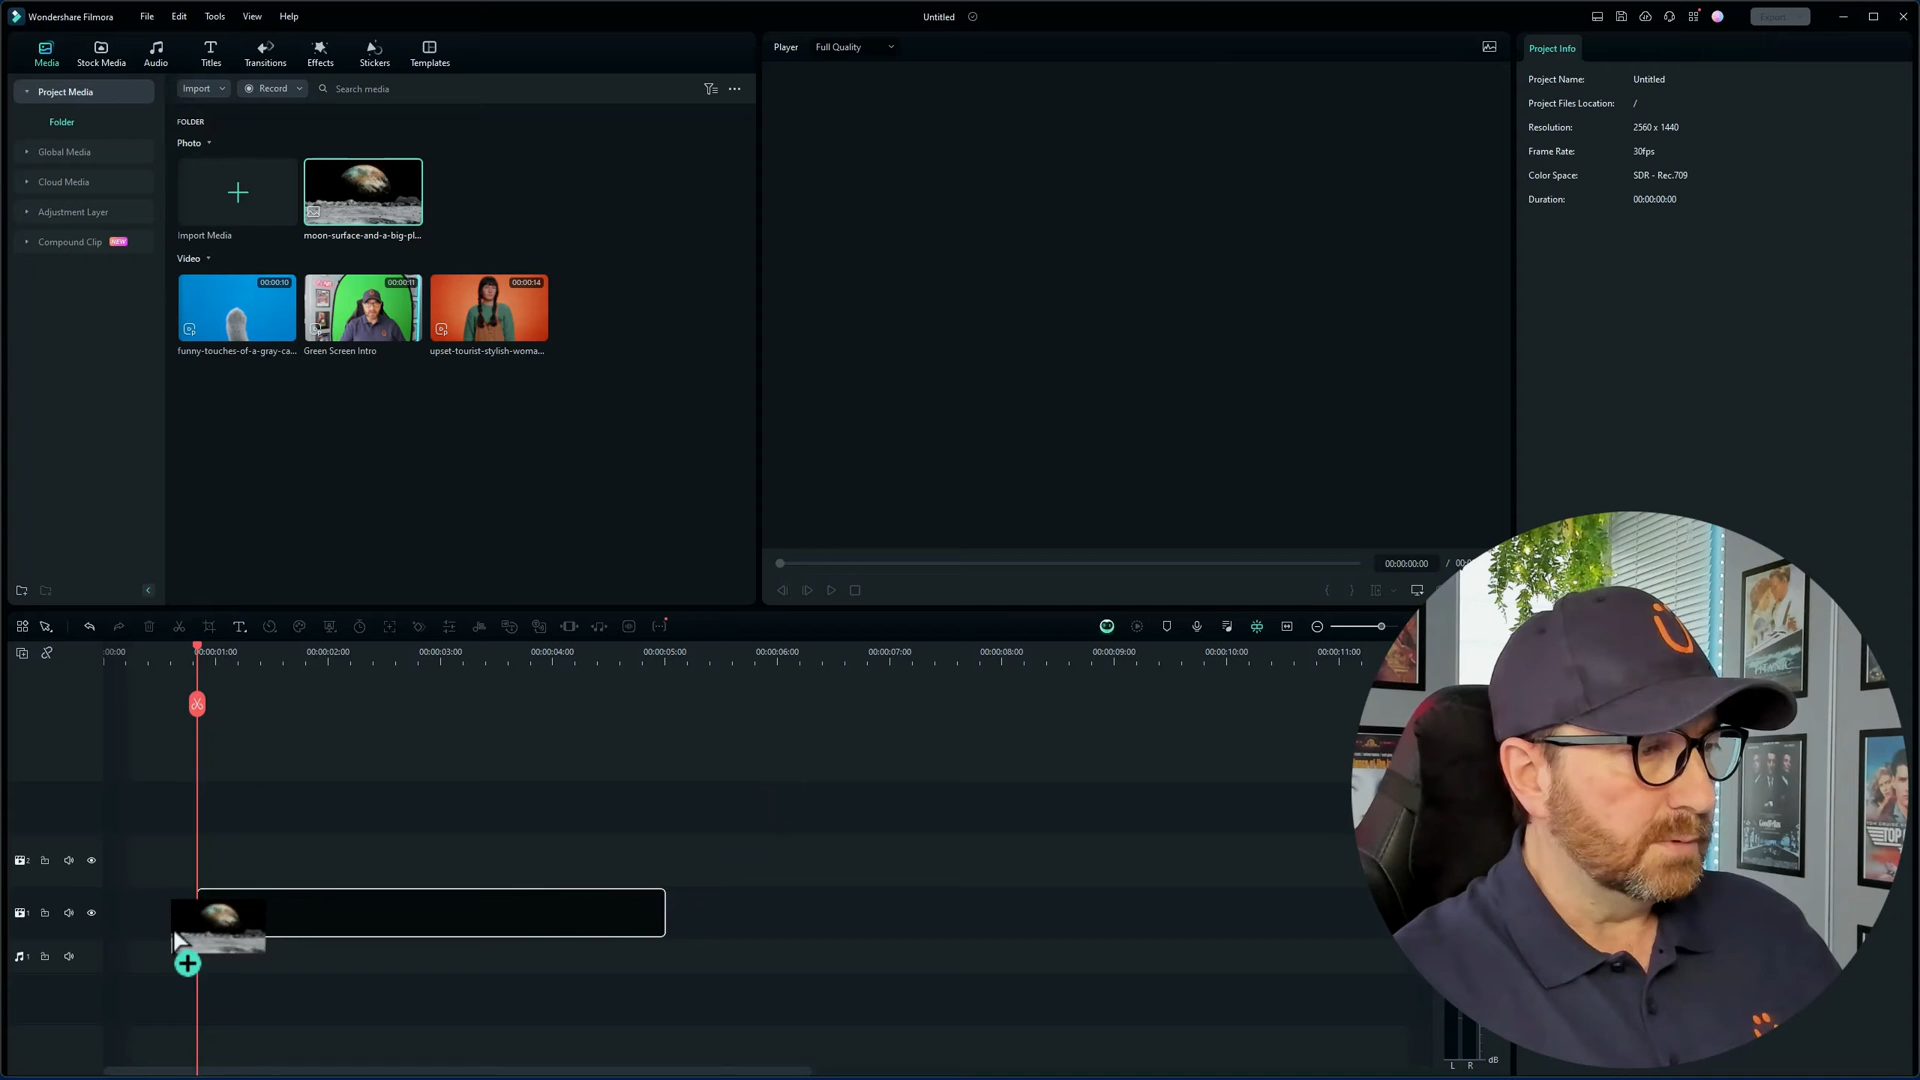 Wondershare Filmora File Edit Tools View Help Untitled Export
Media Stock Media Audio Titles Transitions Effects Stickers Templates
Player Full Quality
Project Info
Project Media
Folder
Global Media
Cloud Media
Adjustment Layer
Compound Clip NEW
Import Record Search media
FOLDER
Photo
Import Media moon-surface-and-a-big-pl...
Video
00:00:10 00:00:11 00:00:14
funny-touches-of-a-gray-ca... Green Screen Intro upset-tourist-stylish-woma...
Project Name: Untitled
Project Files Location: /
Resolution: 2560 x 1440
Frame Rate: 30fps
Color Space: SDR - Rec.709
Duration: 00:00:00:00
00:00:00:00 / 00:
:00:00 00:00:01:00 00:00:02:00 00:00:03:00 00:00:04:00 00:00:05:00 00:00:06:00 00:00:07:00 00:00:08:00 00:00:09:00 00:00:10:00 00:00:11:00
2
1
1
TITANIC
TOP
L R dB